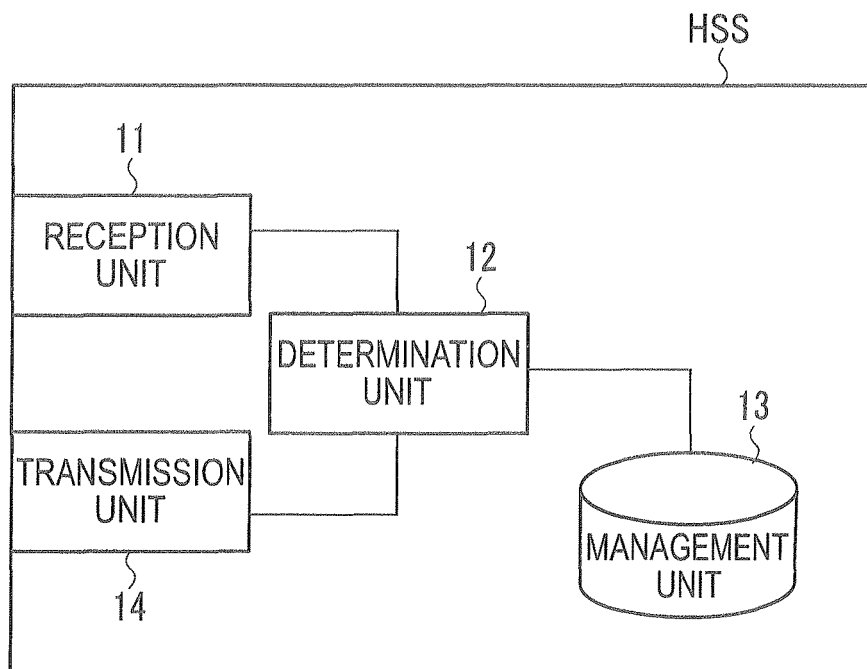 HSS
11
RECEPTION
UNIT
12
DETERMINATION
UNIT
13
MANAGEMENT
UNIT
TRANSMISSION
UNIT
14